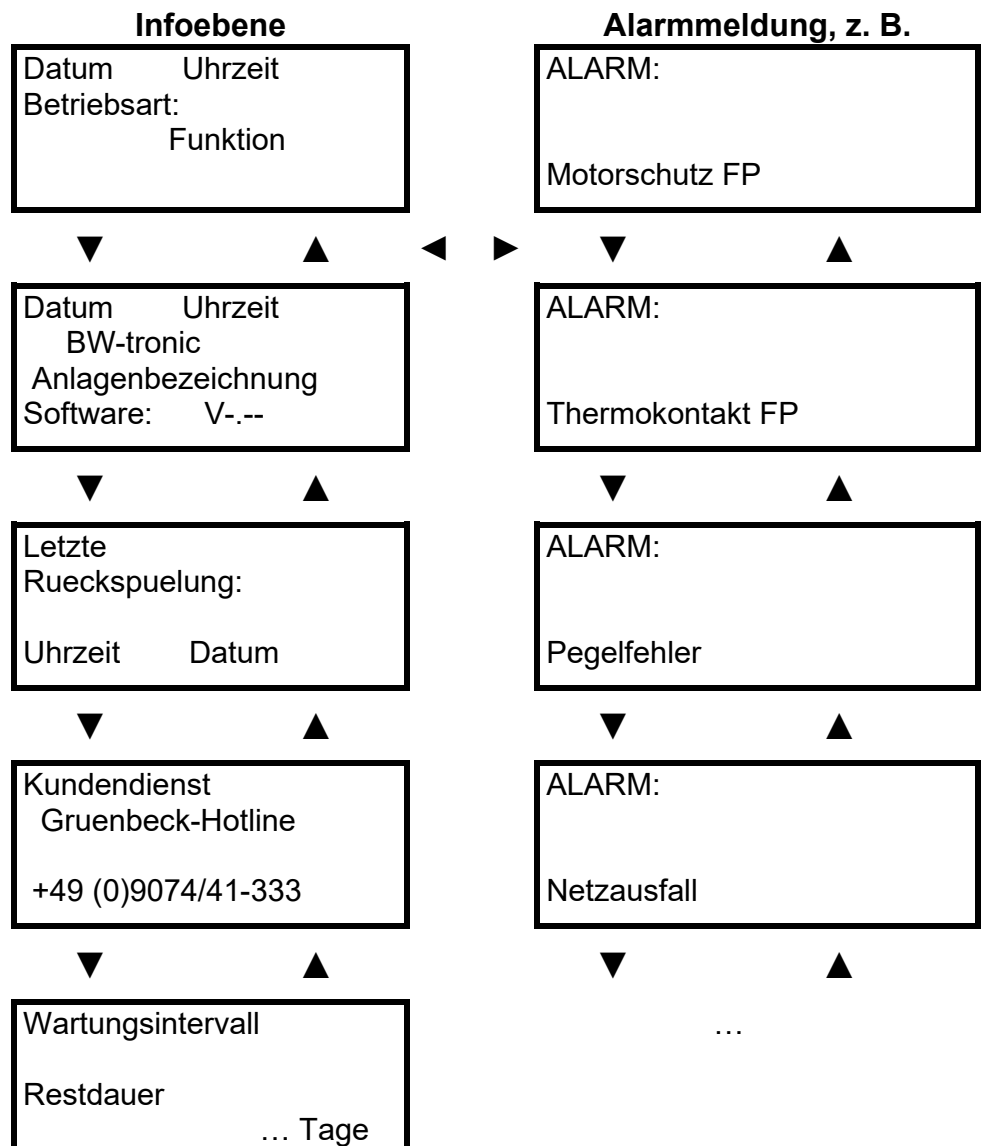 Infoebene
Datum Uhrzeit
Betriebsart:
Funktion
▼ ▲
Datum Uhrzeit
BW-tronic
Anlagenbezeichnung
Software: V-.--
▼ ▲
Letzte
Rueckspuelung:
Uhrzeit Datum
▼ ▲
Kundendienst
Gruenbeck-Hotline
+49 (0)9074/41-333
▼ ▲
Wartungsintervall
Restdauer
… Tage
◄ ►
Alarmmeldung, z. B.
ALARM:
Motorschutz FP
▼ ▲
ALARM:
Thermokontakt FP
▼ ▲
ALARM:
Pegelfehler
▼ ▲
ALARM:
Netzausfall
▼ ▲
…